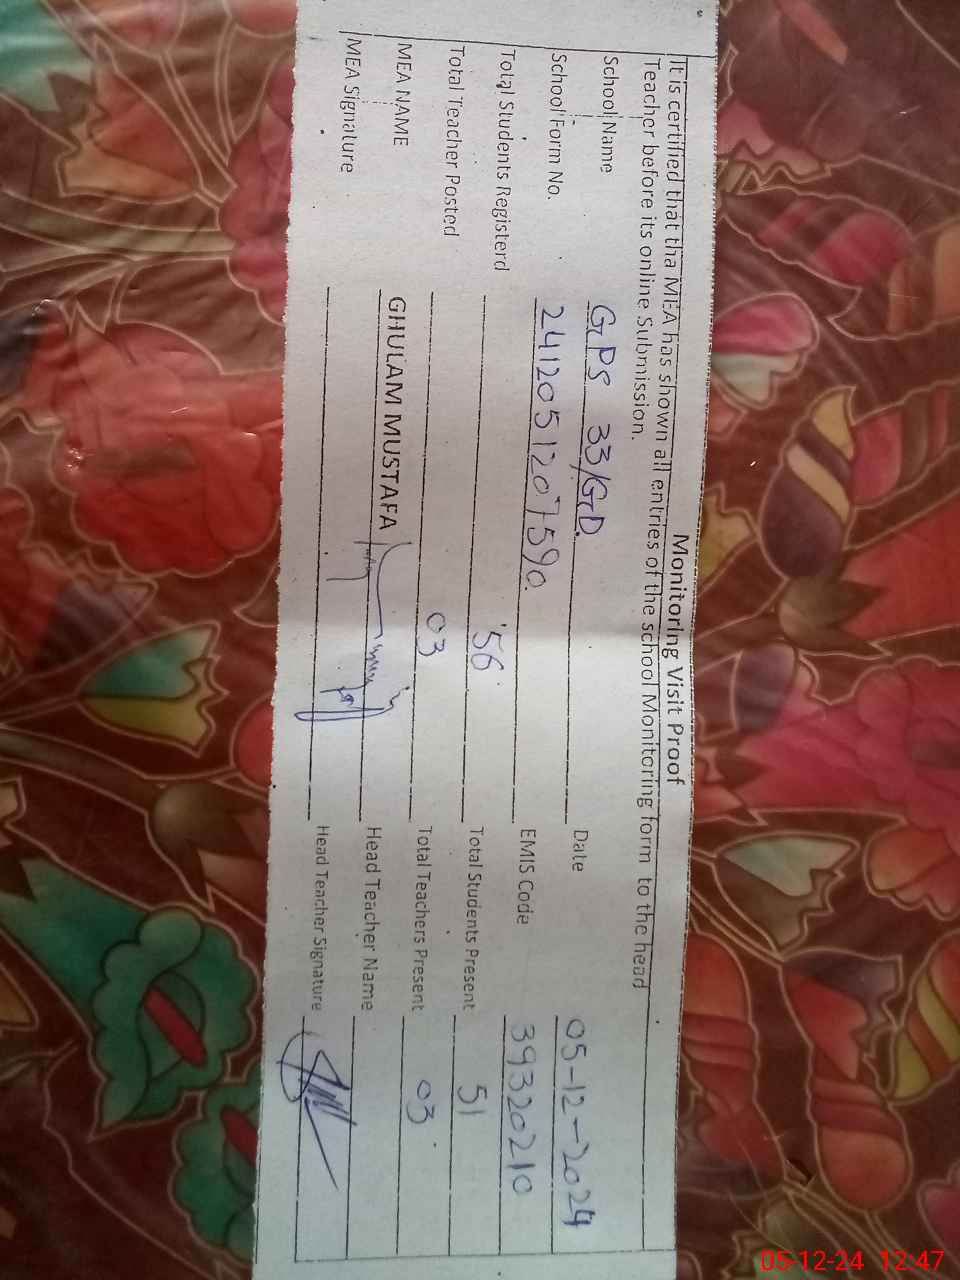 Monitoring Visit Proof
It is certified that tha MEA has shown all entries of the school Monitoring form to the head
Teacher before its online Submission.
School Name GPS 33/GD. Date 05-12-2024
School Form No. 2412051207590. EMIS Code 39320210
Total Students Registerd 56 Total Students Present 51
Total Teacher Posted 03 Total Teachers Present 03
MEA NAME GHULAM MUSTAFA Head Teacher Name
MEA Signature Head Teacher Signature
05-12-24 12:47